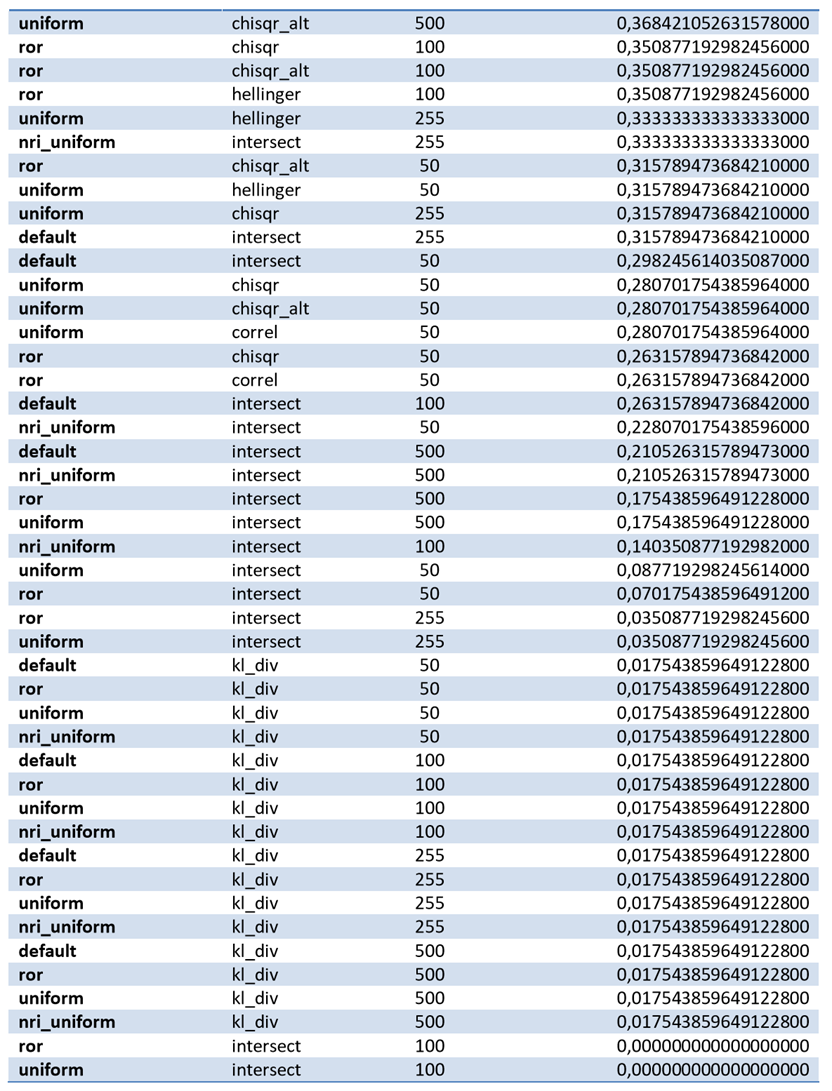 uniform chisqr_alt 500 0,368421052631578000
ror chisqr 100 0,350877192982456000
ror chisqr_alt 100 0,350877192982456000
ror hellinger 100 0,350877192982456000
uniform hellinger 255 0,333333333333333000
nri_uniform intersect 255 0,333333333333333000
ror chisqr_alt 50 0,315789473684210000
uniform hellinger 50 0,315789473684210000
uniform chisqr 255 0,315789473684210000
default intersect 255 0,315789473684210000
default intersect 50 0,298245614035087000
uniform chisqr 50 0,280701754385964000
uniform chisqr_alt 50 0,280701754385964000
uniform correl 50 0,280701754385964000
ror chisqr 50 0,263157894736842000
ror correl 50 0,263157894736842000
default intersect 100 0,263157894736842000
nri_uniform intersect 50 0,228070175438596000
default intersect 500 0,210526315789473000
nri_uniform intersect 500 0,210526315789473000
ror intersect 500 0,175438596491228000
uniform intersect 500 0,175438596491228000
nri_uniform intersect 100 0,140350877192982000
uniform intersect 50 0,087719298245614000
ror intersect 50 0,070175438596491200
ror intersect 255 0,035087719298245600
uniform intersect 255 0,035087719298245600
default kl_div 50 0,017543859649122800
ror kl_div 50 0,017543859649122800
uniform kl_div 50 0,017543859649122800
nri_uniform kl_div 50 0,017543859649122800
default kl_div 100 0,017543859649122800
ror kl_div 100 0,017543859649122800
uniform kl_div 100 0,017543859649122800
nri_uniform kl_div 100 0,017543859649122800
default kl_div 255 0,017543859649122800
ror kl_div 255 0,017543859649122800
uniform kl_div 255 0,017543859649122800
nri_uniform kl_div 255 0,017543859649122800
default kl_div 500 0,017543859649122800
ror kl_div 500 0,017543859649122800
uniform kl_div 500 0,017543859649122800
nri_uniform kl_div 500 0,017543859649122800
ror intersect 100 0,000000000000000000
uniform intersect 100 0,000000000000000000